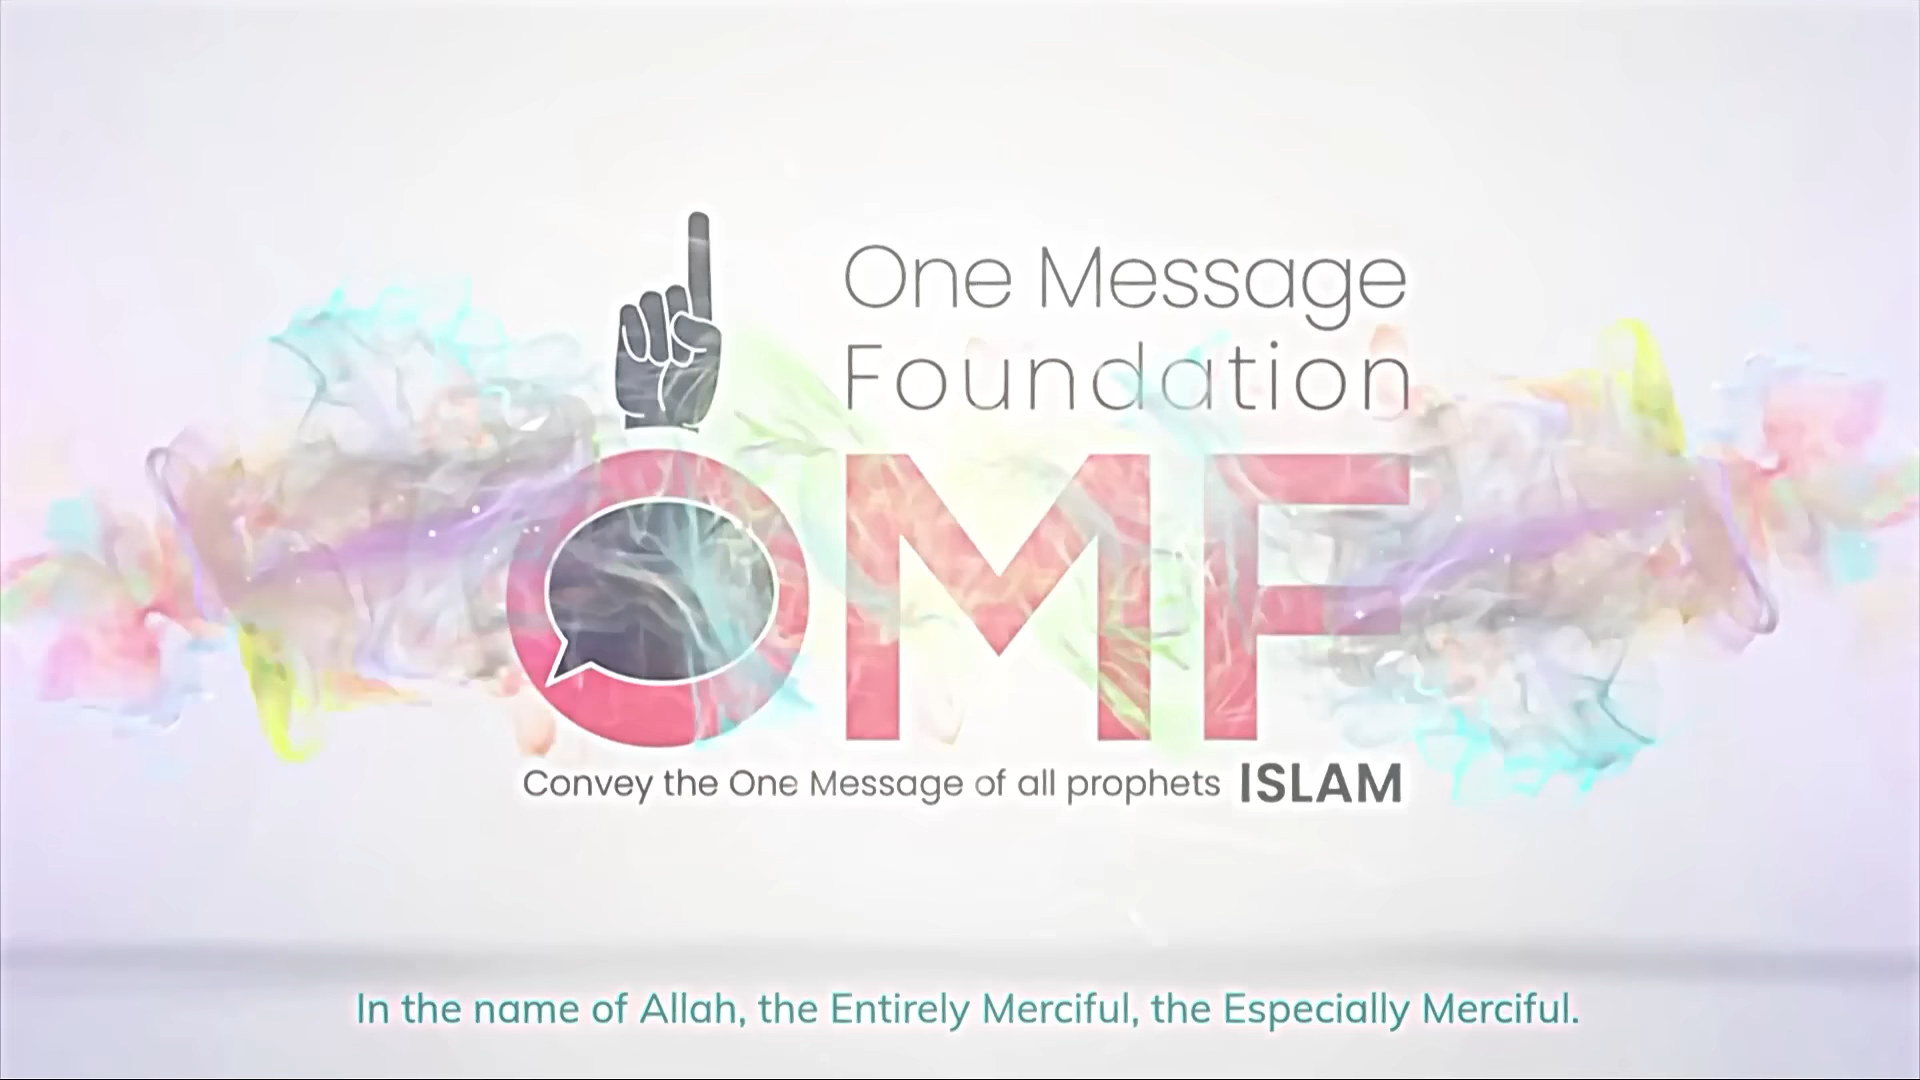 One Message
Foundation
OMF
Convey the One Message of all prophets ISLAM
In the name of Allah, the Entirely Merciful, the Especially Merciful.